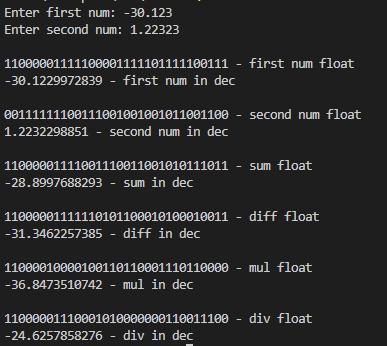 Enter first num: -30.123
Enter second num: 1.22323
11000001111100001111101111100111 - first num float
-30.1229972839 - first num in dec
00111111100111001001001011001100 - second num float
1.2232298851 - second num in dec
11000001111001110011001010111011 - sum float
-28.8997688293 - sum in dec
11000001111110101100010100010011 - diff float
-31.3462257385 - diff in dec
11000010000100110110001110110000 - mul float
-36.8473510742 - mul in dec
11000001110001010000000110011100 - div float
-24.6257858276 - div in dec